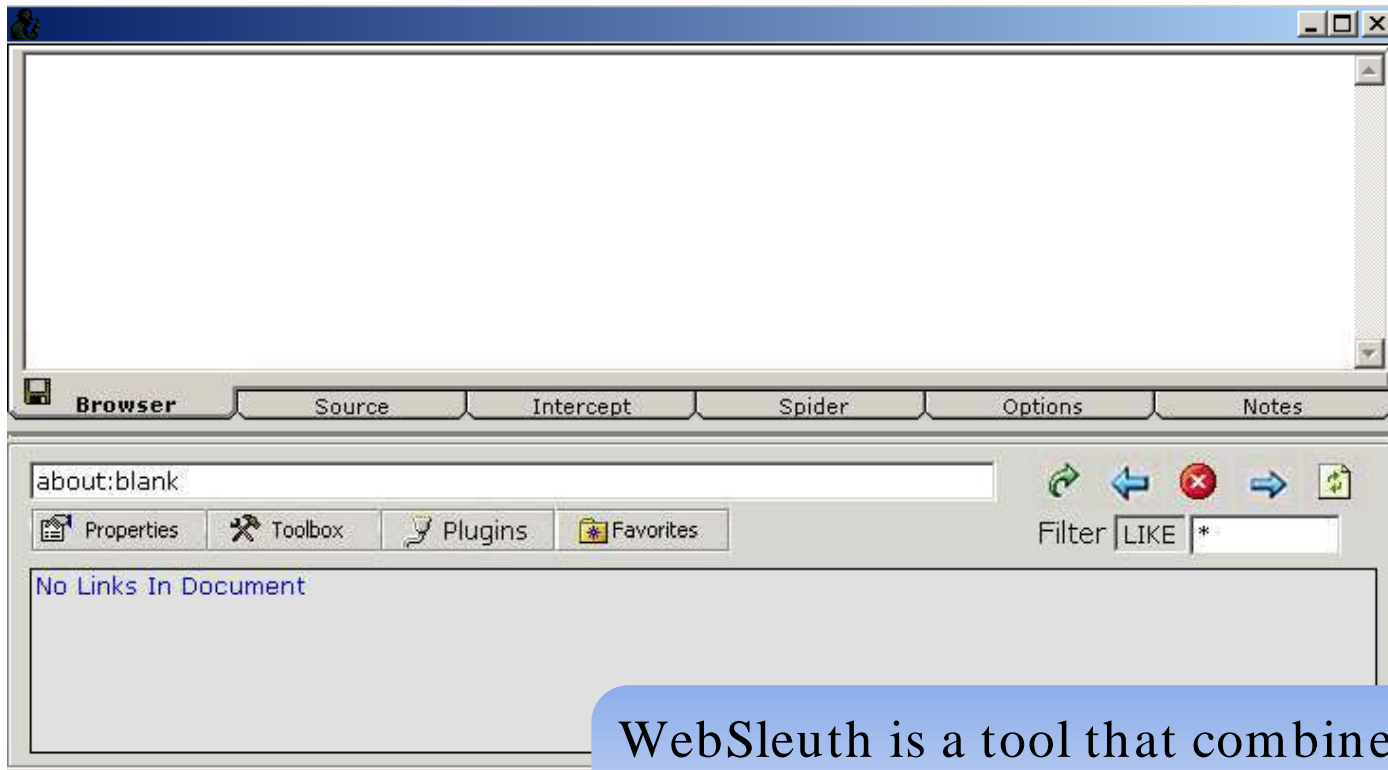 Browser Source Intercept Spider Options Notes
about:blank
Properties Toolbox Plugins Favorites Filter LIKE *
No Links In Document
WebSleuth is a tool that combine